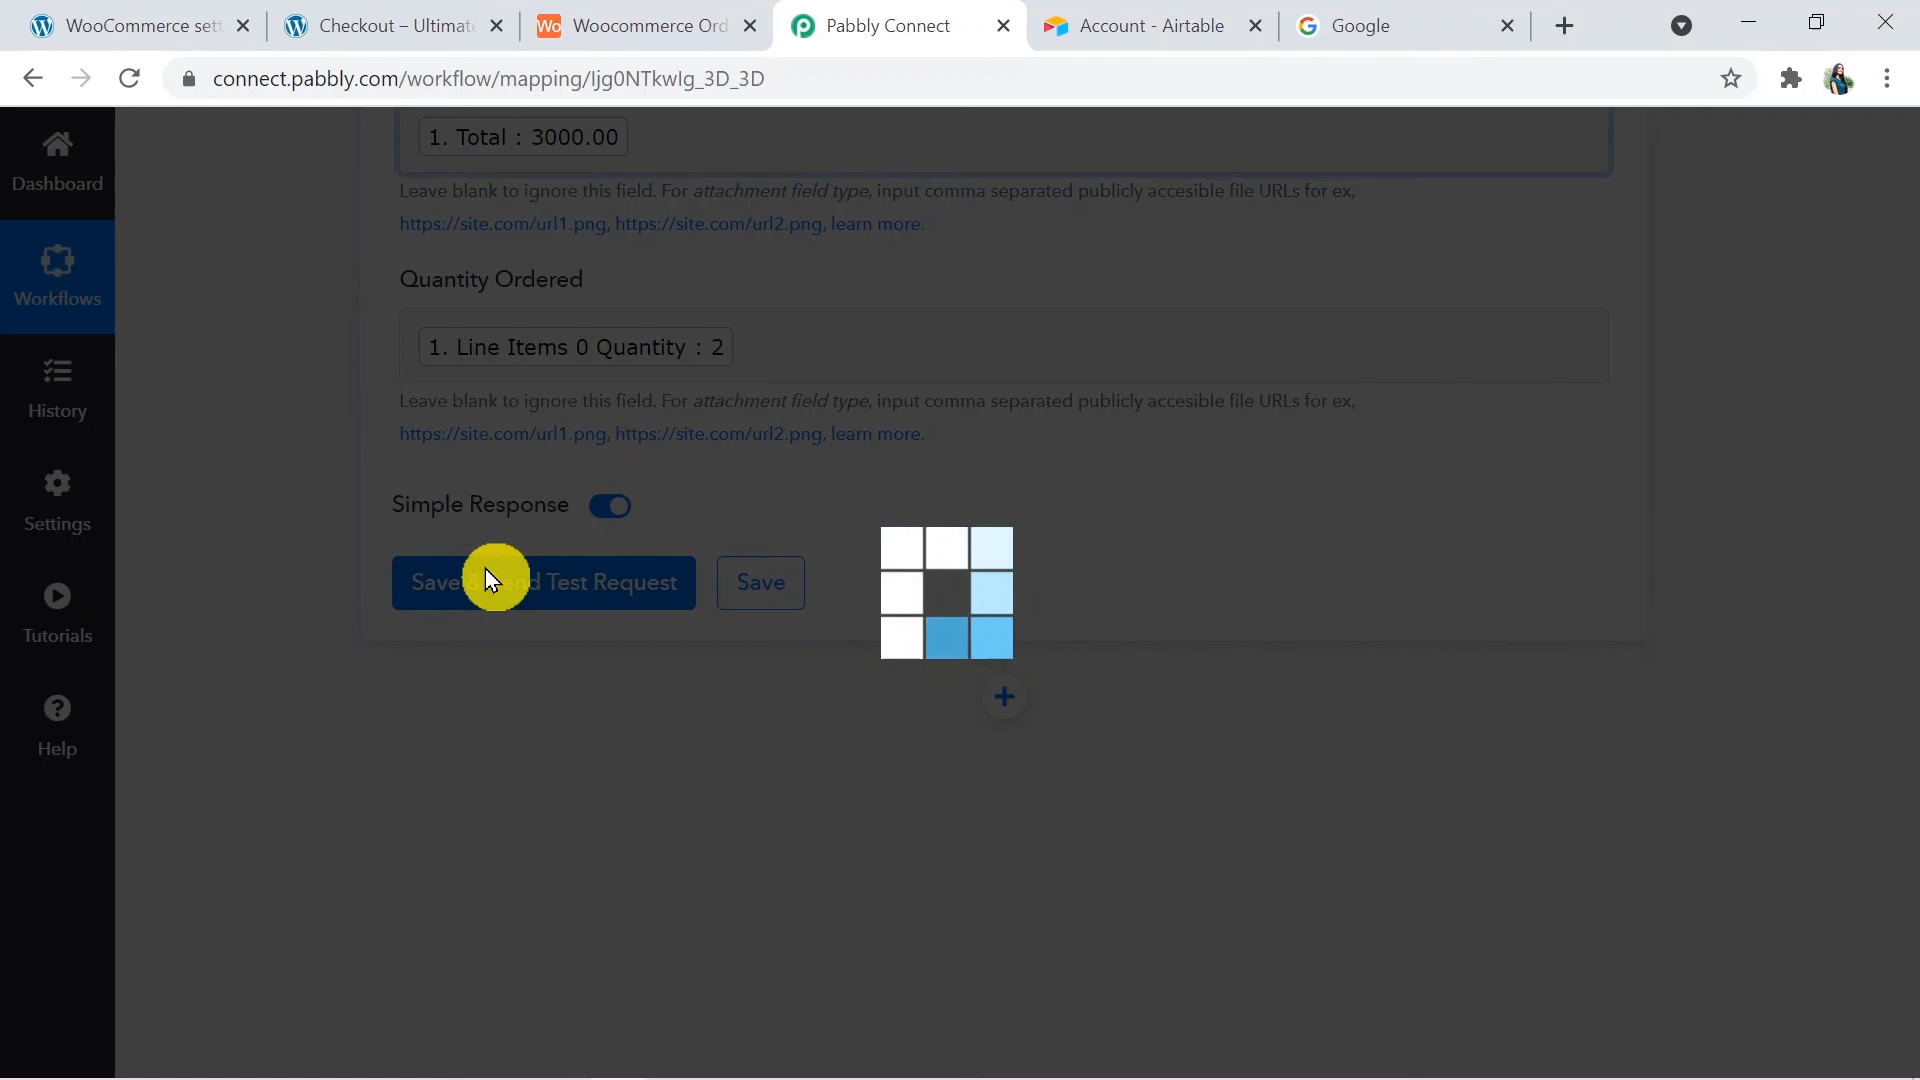 WooCommerce set
Checkout – Ultimate
Wo
Woocommerce Ord
Pabbly Connect
Account - Airtable
Google
connect.pabbly.com/workflow/mapping/Ijg0NTkwIg_3D_3D
Dashboard
Workflows
History
Settings
Tutorials
Help
1. Total : 3000.00
Leave blank to ignore this field. For attachment field type, input comma separated publicly accesible file URLs for ex,
https://site.com/url1.png, https://site.com/url2.png, learn more.
Quantity Ordered
1. Line Items 0 Quantity : 2
Leave blank to ignore this field. For attachment field type, input comma separated publicly accesible file URLs for ex,
https://site.com/url1.png, https://site.com/url2.png, learn more.
Simple Response
Save & Send Test Request
Save